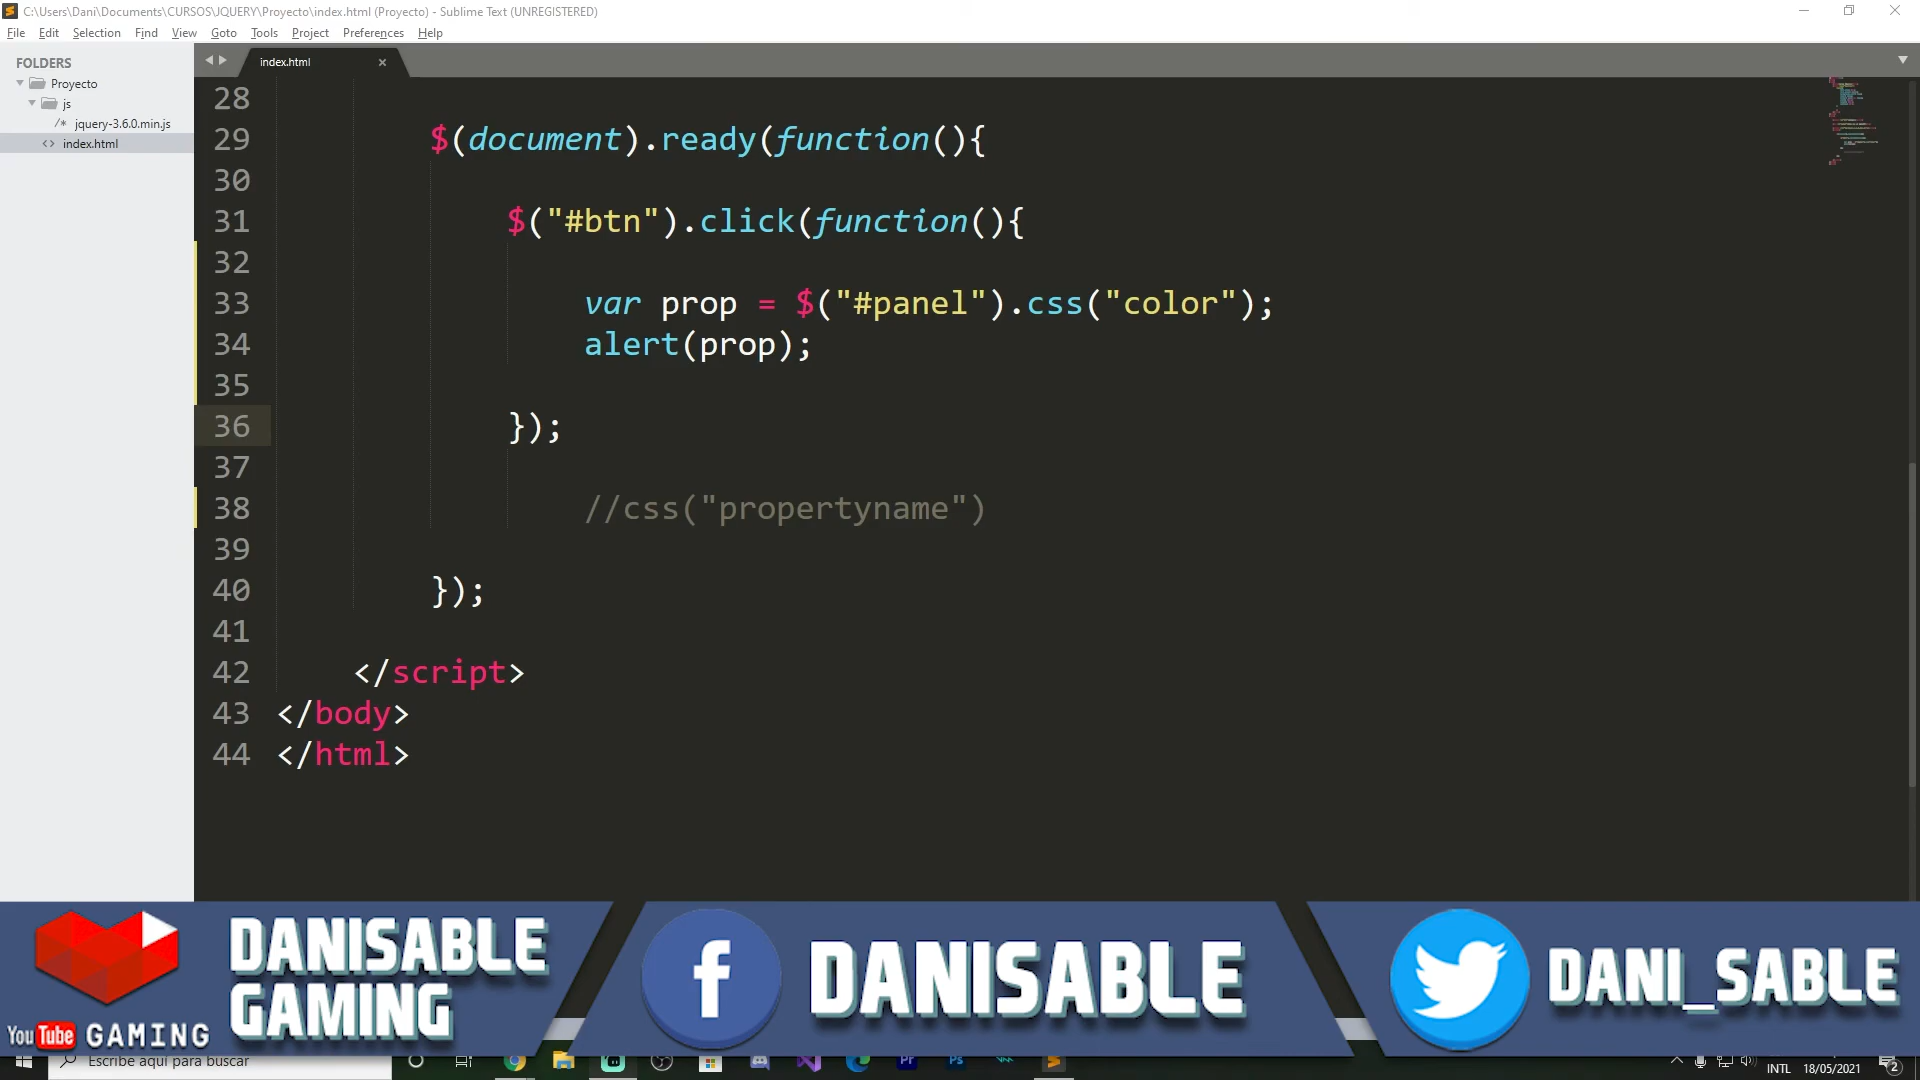 C:\Users\Dani\Documents\CURSOS\JQUERY\Proyecto\index.html (Proyecto) - Sublime Text (UNREGISTERED)
File Edit Selection Find View Goto Tools Project Preferences Help
FOLDERS
Proyecto
js
/* jquery-3.6.0.min.js
<> index.html
index.html ×
28
29 $(document).ready(function(){
30
31 $("#btn").click(function(){
32
33 var prop = $("#panel").css("color");
34 alert(prop);
35
36 });
37
38 //css("propertyname")
39
40 });
41
42 </script>
43 </body>
44 </html>
DANISABLE
GAMING
YouTube GAMING
f DANISABLE
DANI_SABLE
Escribe aquí para buscar
Pr
Ps
INTL 18/05/2021 2